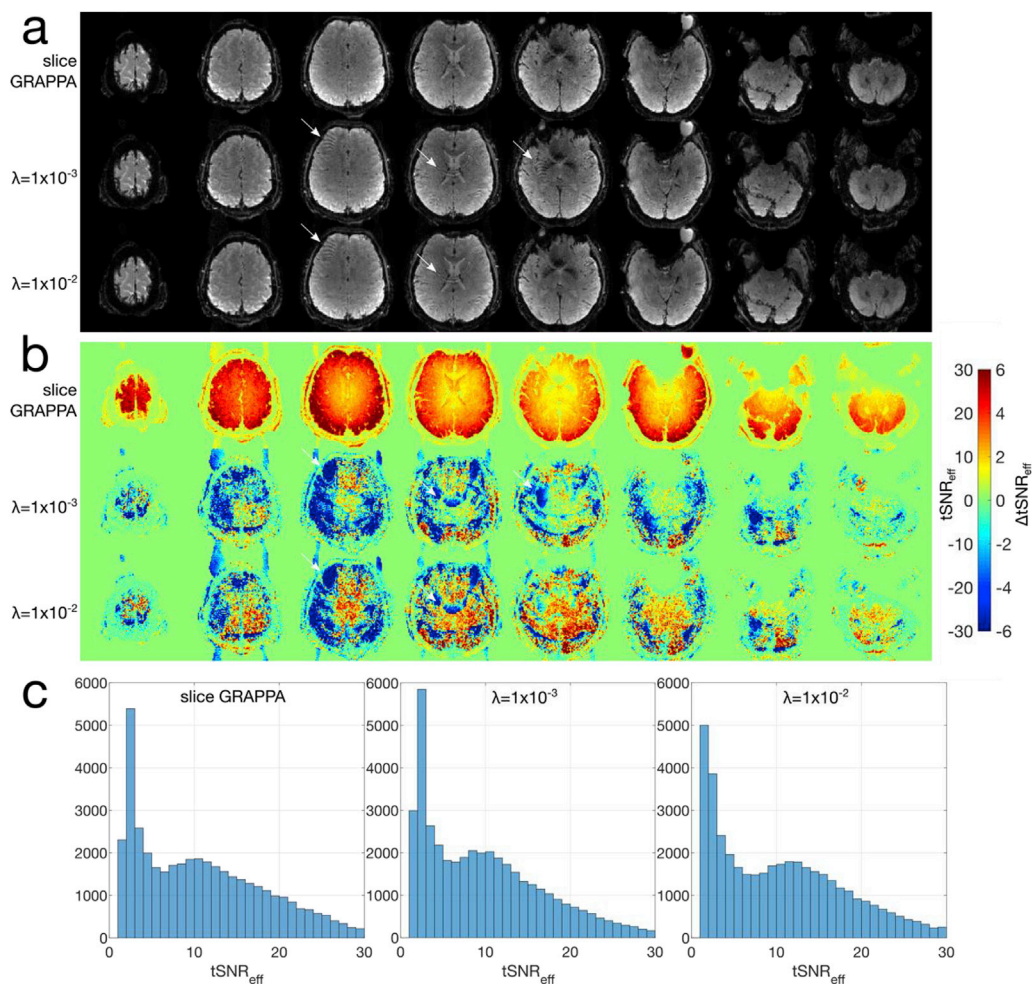 a
slice
GRAPPA
λ=1x10⁻³
λ=1x10⁻²
b
slice
GRAPPA
λ=1x10⁻³
λ=1x10⁻²
30 6
20 4
10 2
0 0
-10 -2
-20 -4
-30 -6
tSNReff
ΔtSNReff
c
slice GRAPPA
6000
5000
4000
3000
2000
1000
0
0 10 20 30
tSNReff
λ=1x10⁻³
6000
5000
4000
3000
2000
1000
0
0 10 20 30
tSNReff
λ=1x10⁻²
6000
5000
4000
3000
2000
1000
0
0 10 20 30
tSNReff